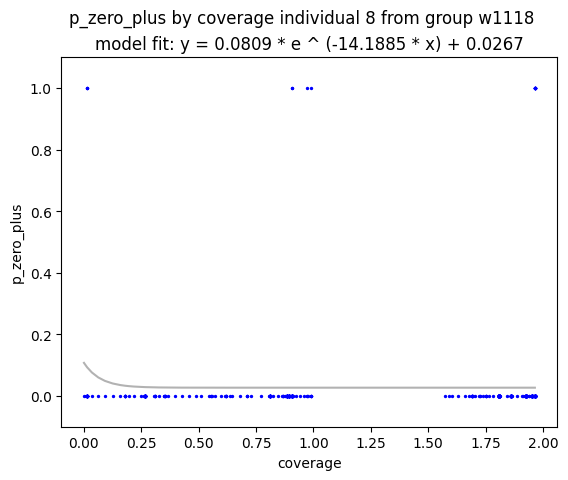 p_zero_plus by coverage individual 8 from group w1118
model fit: y = 0.0809 * e ^ (-14.1885 * x) + 0.0267
1.0
0.8
0.6
0.4
0.2
0.0
p_zero_plus
0.00 0.25 0.50 0.75 1.00 1.25 1.50 1.75 2.00
coverage